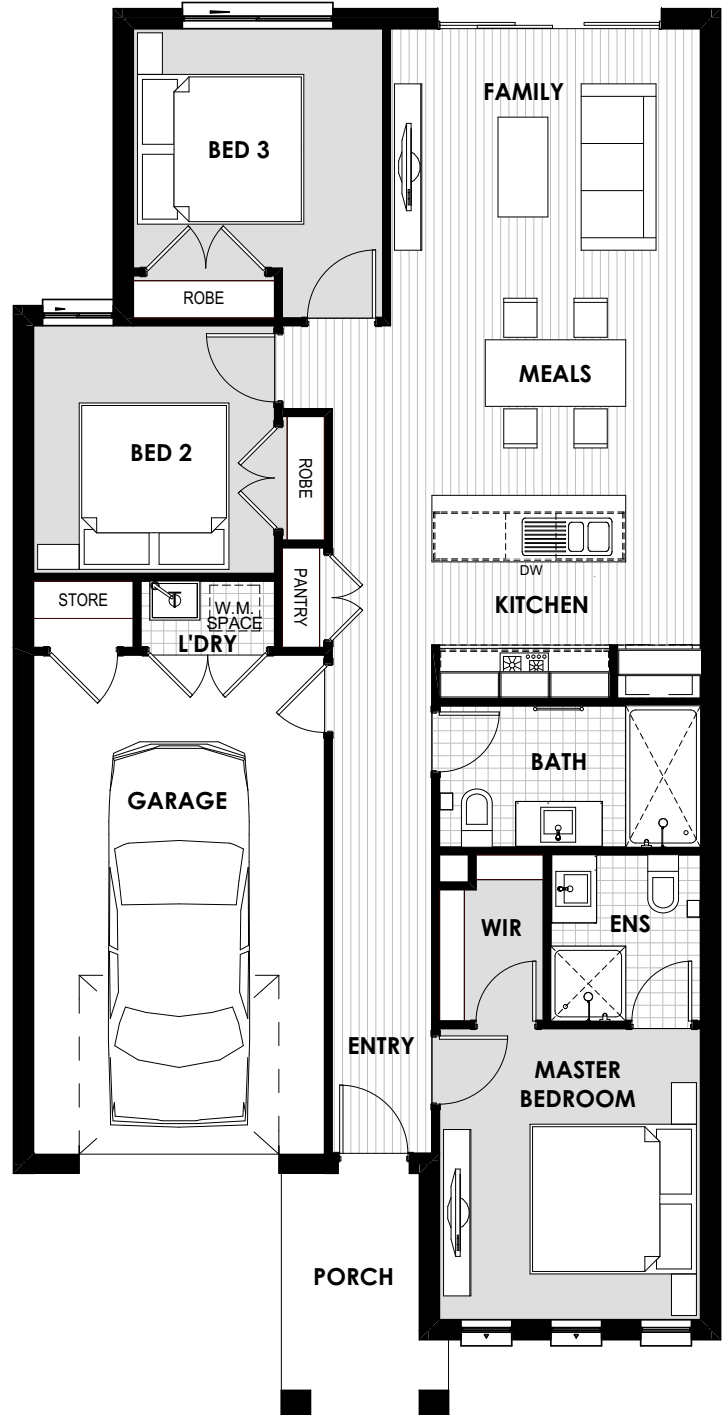 FAMILY
BED 3
ROBE
MEALS
BED 2
ROBE
DW
PANTRY
STORE
W.M.
SPACE
L'DRY
KITCHEN
BATH
GARAGE
WIR
ENS
ENTRY
MASTER
BEDROOM
PORCH